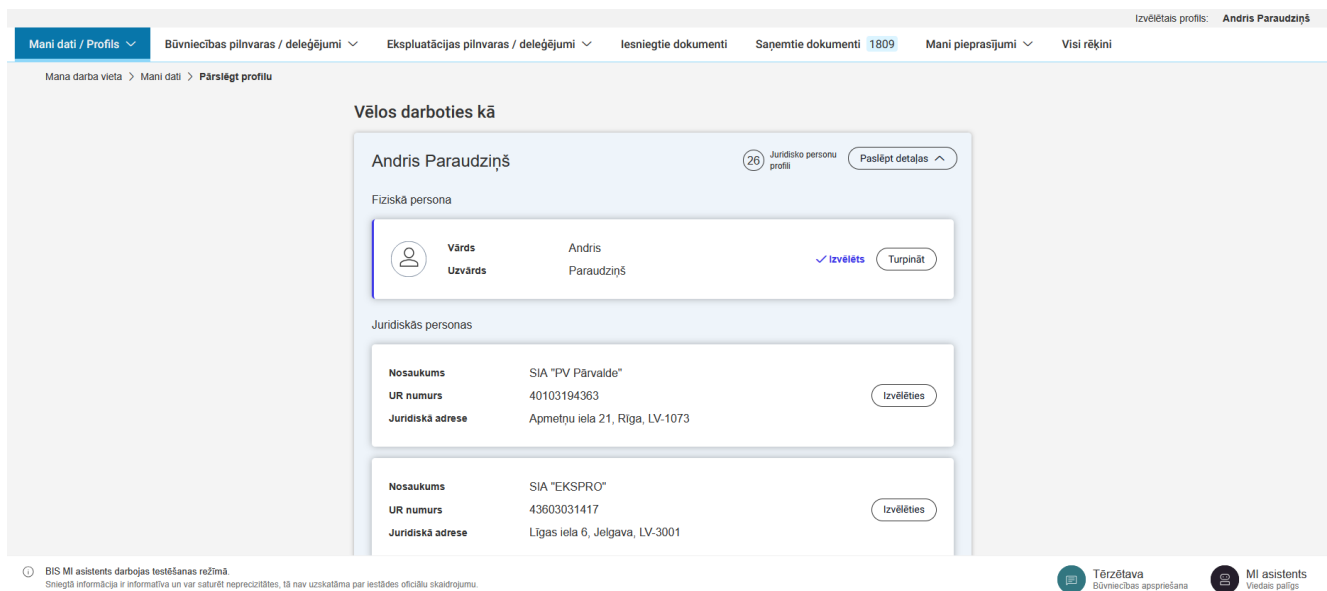 Izvēlētais profils: Andris Paraudziņš
Mani dati / Profils Būvniecības pilnvaras / deleģējumi Ekspluatācijas pilnvaras / deleģējumi Iesniegtie dokumenti Saņemtie dokumenti 1809 Mani pieprasījumi Visi rēķini
Mana darba vieta > Mani dati > Pārslēgt profilu
Vēlos darboties kā
Andris Paraudziņš
26 Juridisko personu profili
Paslēpt detaļas
Fiziskā persona
Vārds Andris
Uzvārds Paraudziņš
Izvēlēts Turpināt
Juridiskās personas
Nosaukums SIA "PV Pārvalde"
UR numurs 40103194363
Juridiskā adrese Apmetņu iela 21, Rīga, LV-1073
Izvēlēties
Nosaukums SIA "EKSPRO"
UR numurs 43603031417
Juridiskā adrese Līgas iela 6, Jelgava, LV-3001
Izvēlēties
BIS MI asistents darbojas testēšanas režīmā.
Sniegtā informācija ir informatīva un var saturēt neprecizitātes, tā nav uzskatāma par iestādes oficiālu skaidrojumu.
Tērzētava
Būvniecības apspriešana
MI asistents
Viedais palīgs